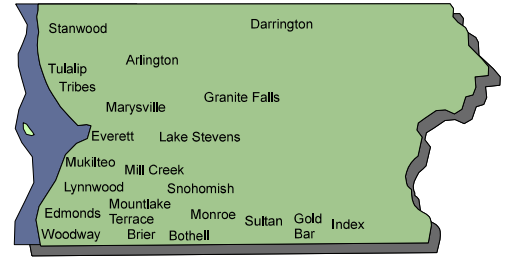 Darrington
Stanwood
Arlington
Tulalip
Tribes
Granite Falls
Marysville
Everett
Lake Stevens
Mukilteo
Mill Creek
Lynnwood
Snohomish
Mountlake
Terrace
Edmonds
Monroe
Sultan
Gold
Bar
Index
Woodway
Brier
Bothell